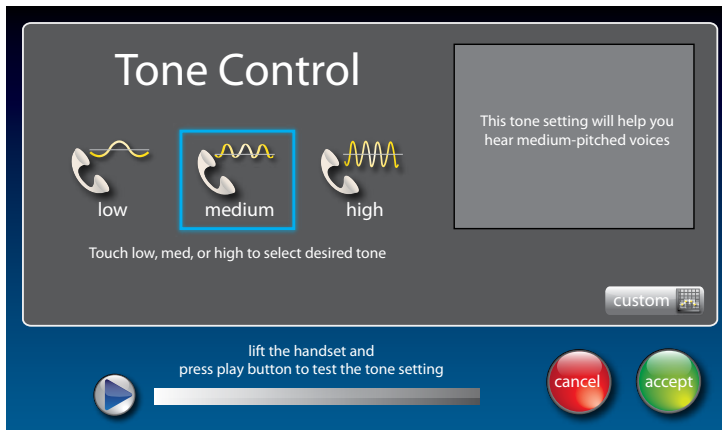 Tone Control
This tone setting will help you
hear medium-pitched voices
low
medium
high
Touch low, med, or high to select desired tone
custom
lift the handset and
press play button to test the tone setting
cancel
accept